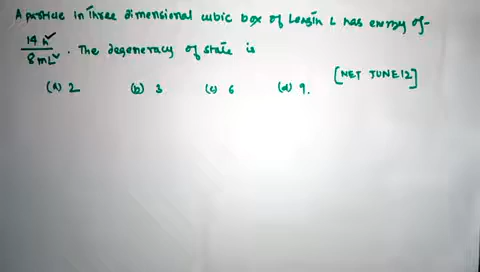 A particle in three dimensional cubic box of Length L has energy of
14 h²
8mL² . The degeneracy of state is
[NET JUNE 12]
(a) 2 (b) 3 (c) 6 (d) 9.